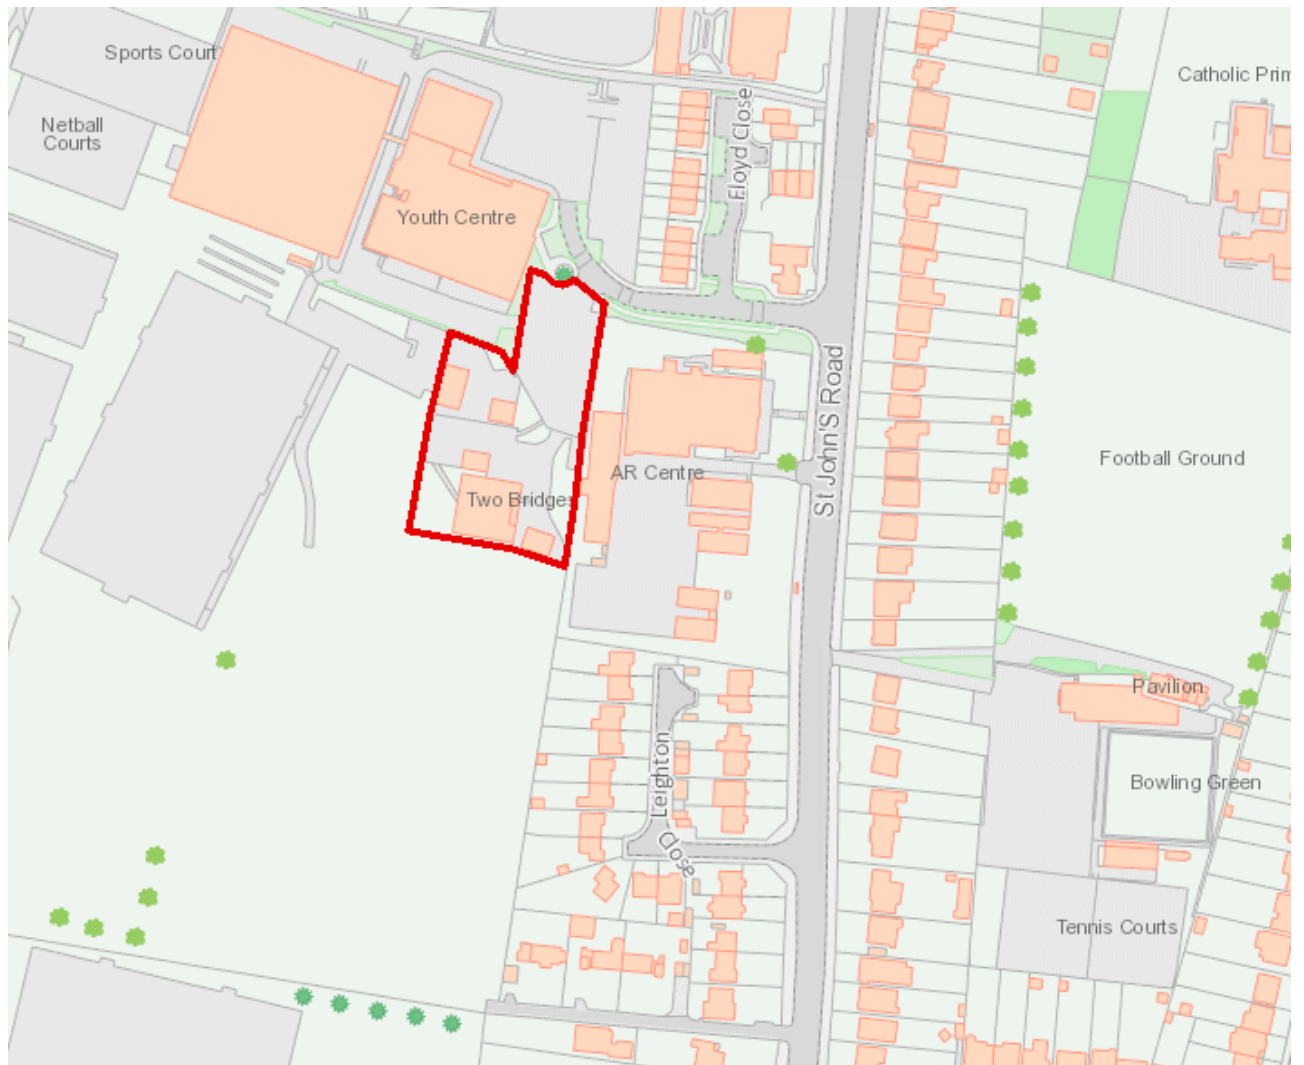 Sports Court
Catholic Prim
Netball
Courts
Floyd Close
Youth Centre
St John'S Road
Football Ground
AR Centre
Two Bridges
Pavilion
Leighton
Close
Bowling Green
Tennis Courts